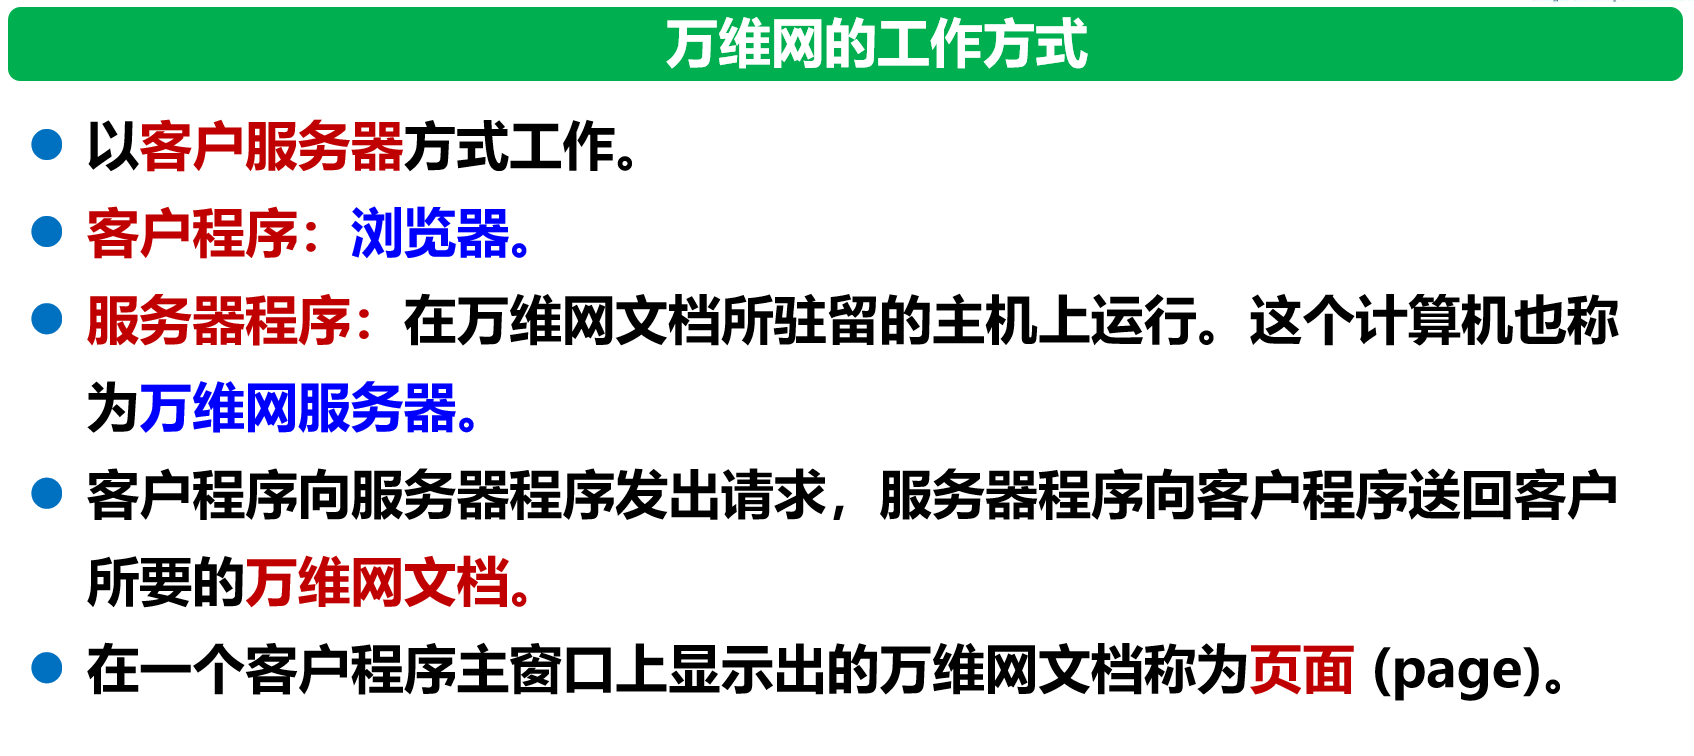 万维网的工作方式
以客户服务器方式工作。
客户程序：浏览器。
服务器程序：在万维网文档所驻留的主机上运行。这个计算机也称
为万维网服务器。
客户程序向服务器程序发出请求，服务器程序向客户程序送回客户
所要的万维网文档。
在一个客户程序主窗口上显示出的万维网文档称为页面 (page)。